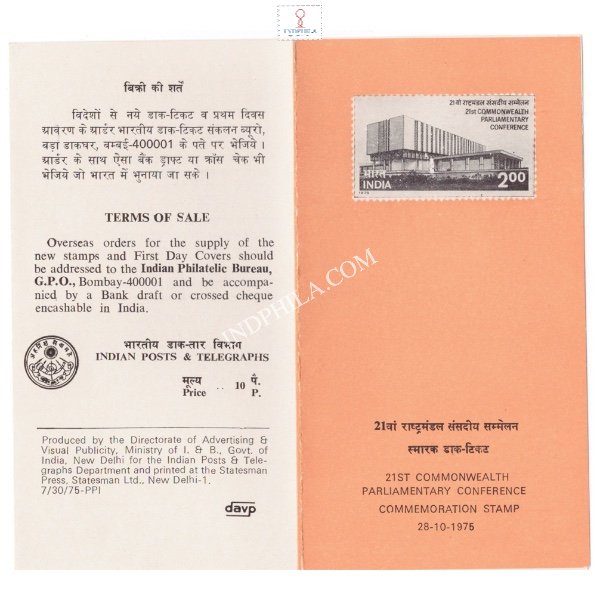 INDPHILA
बिक्री की शर्तें
विदेशों से नये डाक-टिकट व प्रथम दिवस
आवरण के आर्डर भारतीय डाक-टिकट संकलन ब्यूरो,
बड़ा डाकघर, बम्बई-400001 के पते पर भेजिये।
आर्डर के साथ ऐसा बैंक ड्राफ्ट या क्रॉस चेक भी
भेजिये जो भारत में भुनाया जा सके।
TERMS OF SALE
Overseas orders for the supply of the
new stamps and First Day Covers should
be addressed to the Indian Philatelic Bureau,
G.P.O., Bombay-400001 and be accompa-
nied by a Bank draft or crossed cheque
encashable in India.
भारतीय डाक-तार विभाग
INDIAN POSTS & TELEGRAPHS
मूल्य .. 10 पै.
Price P.
Produced by the Directorate of Advertising &
Visual Publicity, Ministry of I. & B., Govt. of
India, New Delhi for the Indian Posts & Tele-
graphs Department and printed at the Statesman
Press, Statesman Ltd., New Delhi-1.
7/30/75-PPI
davp
21वां राष्ट्रमंडल संसदीय सम्मेलन
21st COMMONWEALTH
PARLIAMENTARY
CONFERENCE
भारत
INDIA
2.00
1975
INDPHILA.COM
21वां राष्ट्रमंडल संसदीय सम्मेलन
स्मारक डाक-टिकट
21ST COMMONWEALTH
PARLIAMENTARY CONFERENCE
COMMEMORATION STAMP
28-10-1975